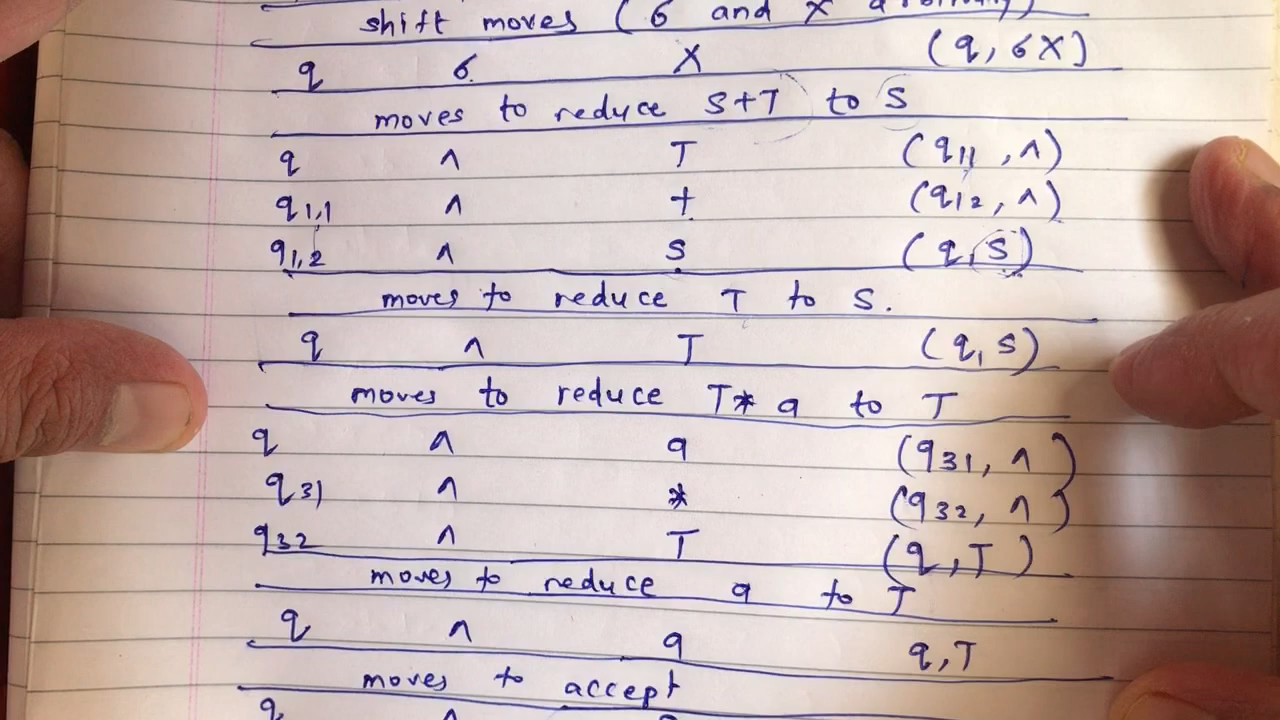 shift moves ( σ and X
q σ X (q, σX)
moves to reduce S+T to S
q ∧ T (q11, ∧)
q1,1 ∧ + (q12, ∧)
q1,2 ∧ S (q, S)
moves to reduce T to S.
q ∧ T (q, S)
moves to reduce T* a to T
q ∧ a (q31, ∧)
q31 ∧ * (q32, ∧)
q32 ∧ T (q, T)
moves to reduce a to T
q ∧ a q, T
moves to accept
q ∧